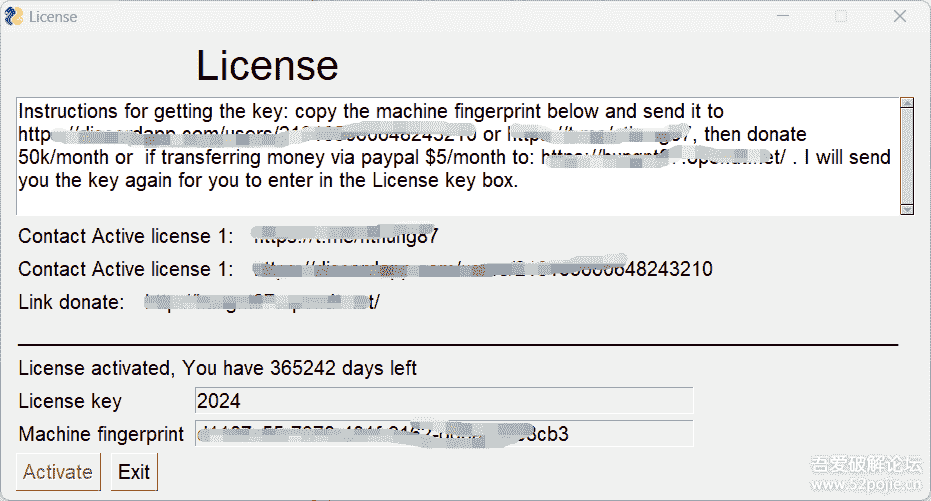 License
License
Instructions for getting the key: copy the machine fingerprint below and send it to
or , then donate
50k/month or if transferring money via paypal $5/month to: . I will send
you the key again for you to enter in the License key box.
Contact Active license 1:
Contact Active license 1:
Link donate:
License activated, You have 365242 days left
License key 2024
Machine fingerprint
Activate Exit
吾爱破解论坛
www.52pojie.cn